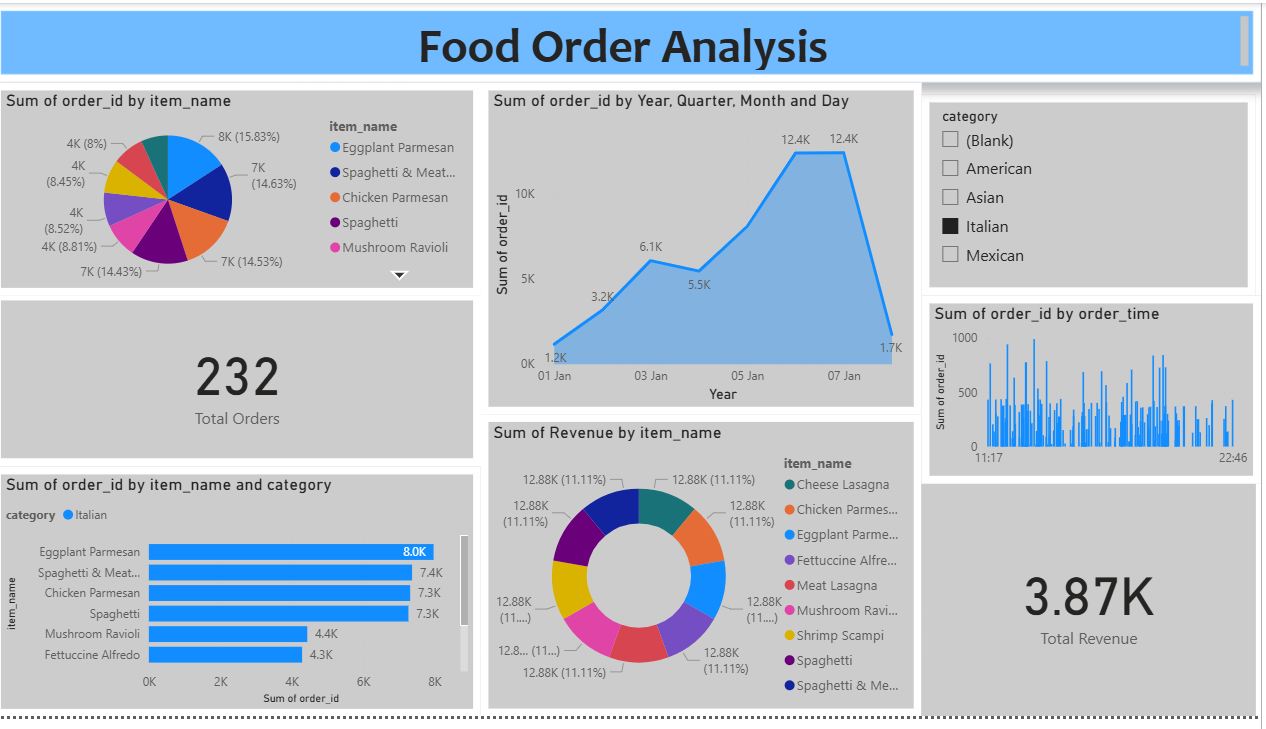 Food Order Analysis
Sum of order_id by item_name
8K (15.83%)
7K
(14.63%)
7K (14.53%)
7K (14.43%)
4K (8.81%)
4K
(8.52%)
4K
(8.45%)
4K (8%)
item_name
Eggplant Parmesan
Spaghetti & Meat...
Chicken Parmesan
Spaghetti
Mushroom Ravioli
232
Total Orders
Sum of order_id by item_name and category
category
Italian
item_name
Eggplant Parmesan
8.0K
Spaghetti & Meat...
7.4K
Chicken Parmesan
7.3K
Spaghetti
7.3K
Mushroom Ravioli
4.4K
Fettuccine Alfredo
4.3K
0K 2K 4K 6K 8K
Sum of order_id
Sum of order_id by Year, Quarter, Month and Day
Sum of order_id
10K
5K
0K
1.2K
3.2K
6.1K
5.5K
12.4K
12.4K
1.7K
01 Jan 03 Jan 05 Jan 07 Jan
Year
Sum of Revenue by item_name
12.88K (11.11%)
12.88K
(11.11%)
12.88K
(11....)
12.88K
(11.11%)
12.88K (11.11%)
12.8... (11...)
12.88K
(11....)
12.88K
(11.11%)
12.88K (11.11%)
item_name
Cheese Lasagna
Chicken Parmes...
Eggplant Parme...
Fettuccine Alfre...
Meat Lasagna
Mushroom Ravi...
Shrimp Scampi
Spaghetti
Spaghetti & Me...
category
(Blank)
American
Asian
Italian
Mexican
Sum of order_id by order_time
Sum of order_id
1000
500
0
11:17 22:46
3.87K
Total Revenue